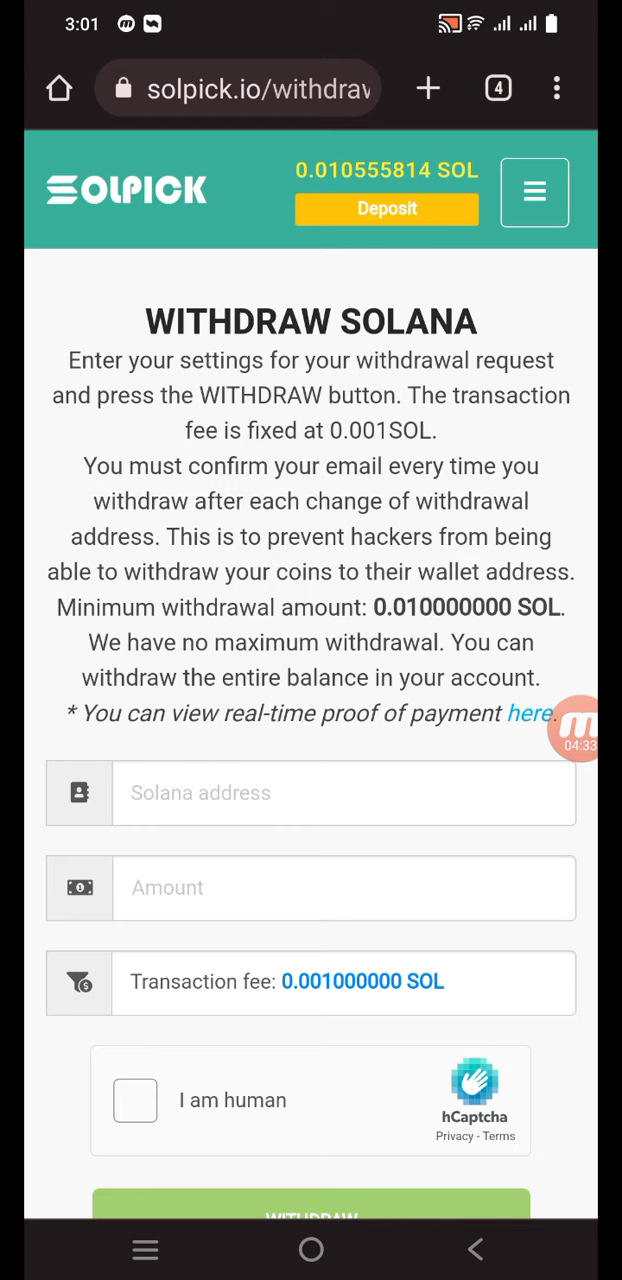 3:01
solpick.io/withdrav
4
SOLPICK
0.010555814 SOL
Deposit
WITHDRAW SOLANA
Enter your settings for your withdrawal request
and press the WITHDRAW button. The transaction
fee is fixed at 0.001SOL.
You must confirm your email every time you
withdraw after each change of withdrawal
address. This is to prevent hackers from being
able to withdraw your coins to their wallet address.
Minimum withdrawal amount: 0.010000000 SOL.
We have no maximum withdrawal. You can
withdraw the entire balance in your account.
* You can view real-time proof of payment here.
04:33
Solana address
Amount
Transaction fee: 0.001000000 SOL
I am human
hCaptcha
Privacy - Terms
WITHDRAW